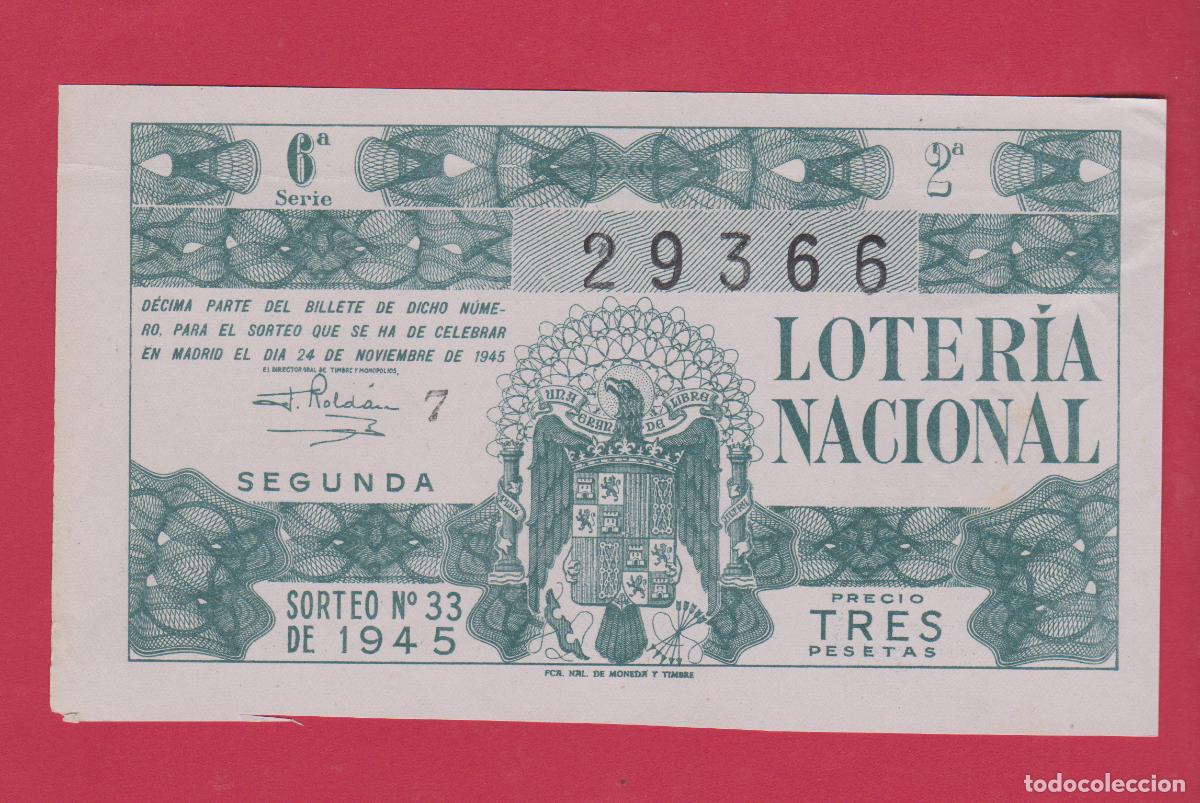 6ª
Serie
2ª
29366
DÉCIMA PARTE DEL BILLETE DE DICHO NÚME-
RO, PARA EL SORTEO QUE SE HA DE CELEBRAR
EN MADRID EL DIA 24 DE NOVIEMBRE DE 1945
EL DIRECTOR GRAL DE TIMBRE Y MONOPOLIOS,
J. Roldán
7
SEGUNDA
UNA GRANDE LIBRE
LOTERÍA
NACIONAL
PLUS
SORTEO Nº 33
DE 1945
PRECIO
TRES
PESETAS
FCA. NAL. DE MONEDA Y TIMBRE
todocoleccion